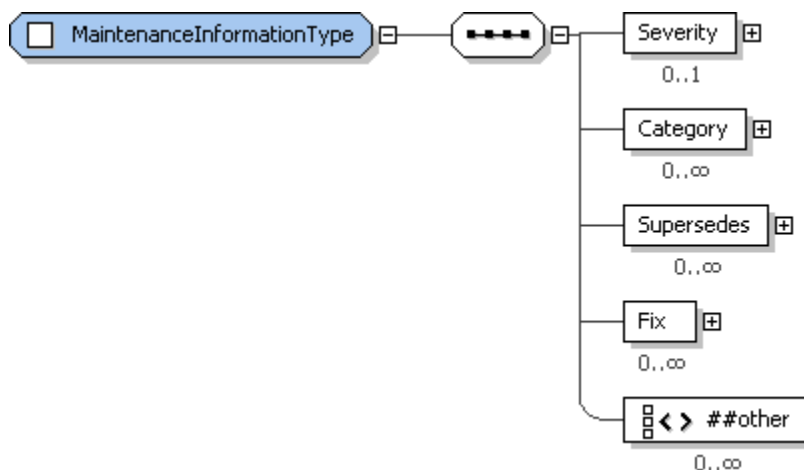 MaintenanceInformationType
Severity
0..1
Category
0..∞
Supersedes
0..∞
Fix
0..∞
##other
0..∞